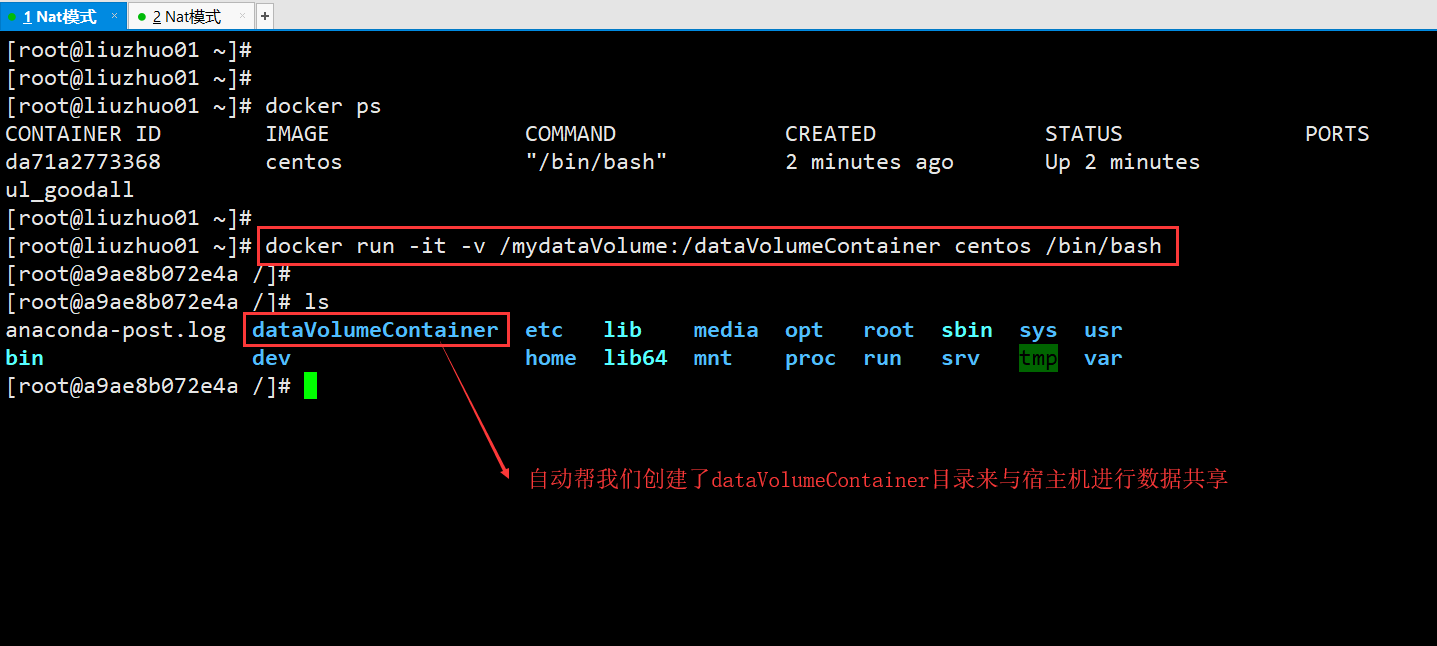 1 Nat模式 × 2 Nat模式 × +
[root@liuzhuo01 ~]#
[root@liuzhuo01 ~]#
[root@liuzhuo01 ~]# docker ps
CONTAINER ID IMAGE COMMAND CREATED STATUS PORTS
da71a2773368 centos "/bin/bash" 2 minutes ago Up 2 minutes
ul_goodall
[root@liuzhuo01 ~]#
[root@liuzhuo01 ~]# docker run -it -v /mydataVolume:/dataVolumeContainer centos /bin/bash
[root@a9ae8b072e4a /]#
[root@a9ae8b072e4a /]# ls
anaconda-post.log dataVolumeContainer etc lib media opt root sbin sys usr
bin dev home lib64 mnt proc run srv tmp var
[root@a9ae8b072e4a /]#
自动帮我们创建了dataVolumeContainer目录来与宿主机进行数据共享